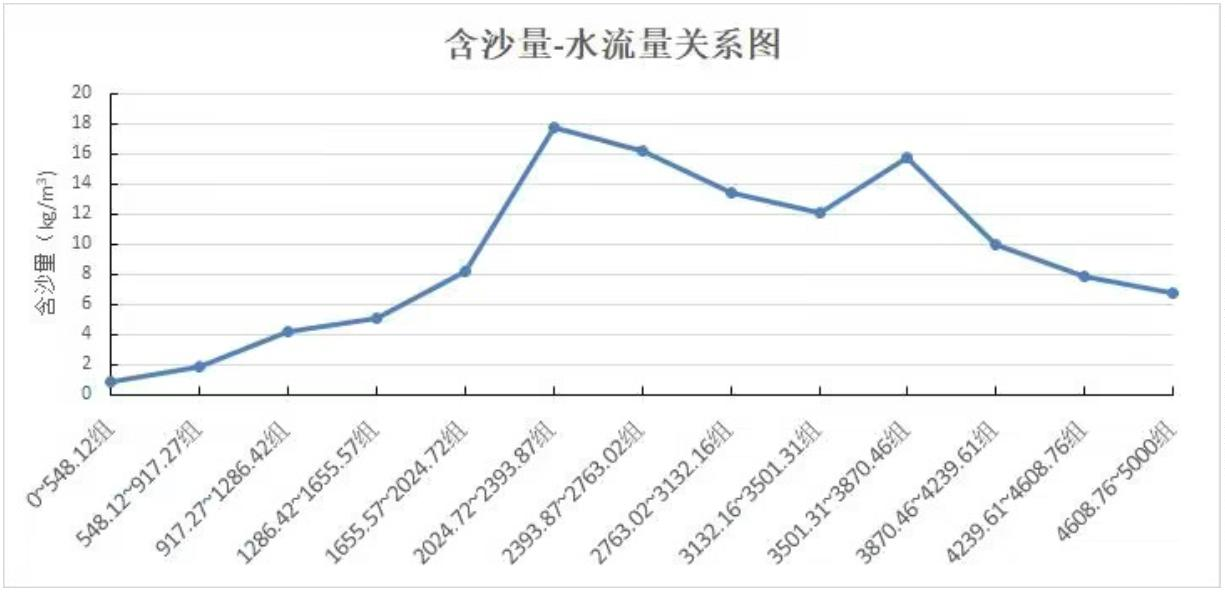 含沙量-水流量关系图
含沙量（kg/m³）
20
18
16
14
12
10
8
6
4
2
0
0~548.12组
548.12~917.27组
917.27~1286.42组
1286.42~1655.57组
1655.57~2024.72组
2024.72~2393.87组
2393.87~2763.02组
2763.02~3132.16组
3132.16~3501.31组
3501.31~3870.46组
3870.46~4239.61组
4239.61~4608.76组
4608.76~5000组